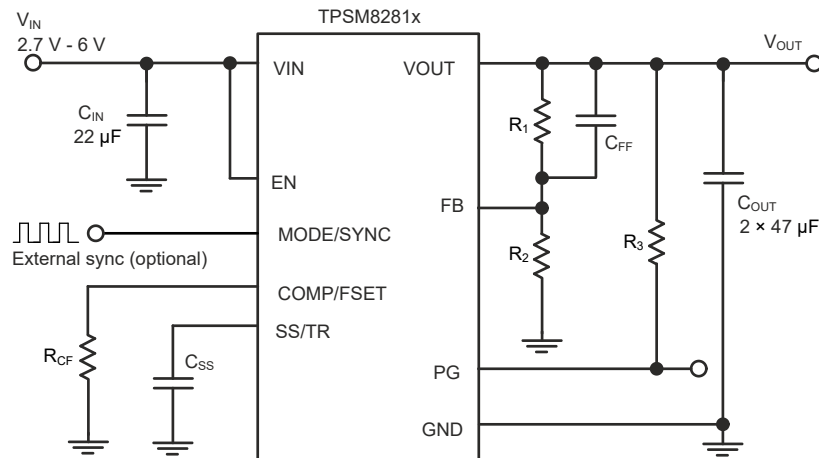 TPSM8281x
V_IN
2.7 V - 6 V
V_OUT
VIN
VOUT
C_IN
22 µF
R_1
C_FF
EN
FB
C_OUT
2 × 47 µF
MODE/SYNC
External sync (optional)
R_2
R_3
COMP/FSET
SS/TR
R_CF
C_SS
PG
GND